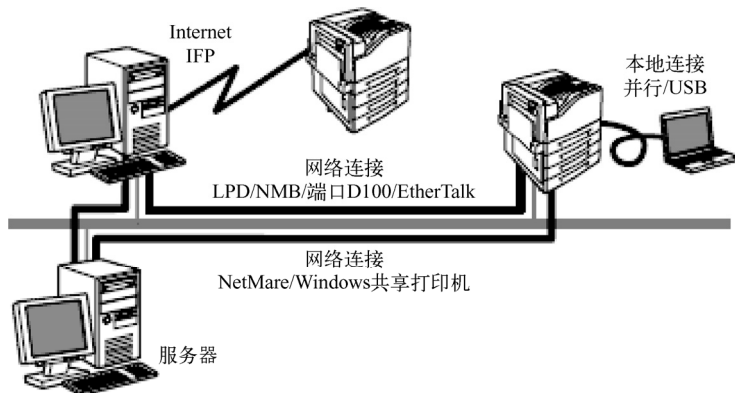 Internet
IFP
本地连接
并行/USB
网络连接
LPD/NMB/端口D100/EtherTalk
网络连接
NetMare/Windows共享打印机
服务器